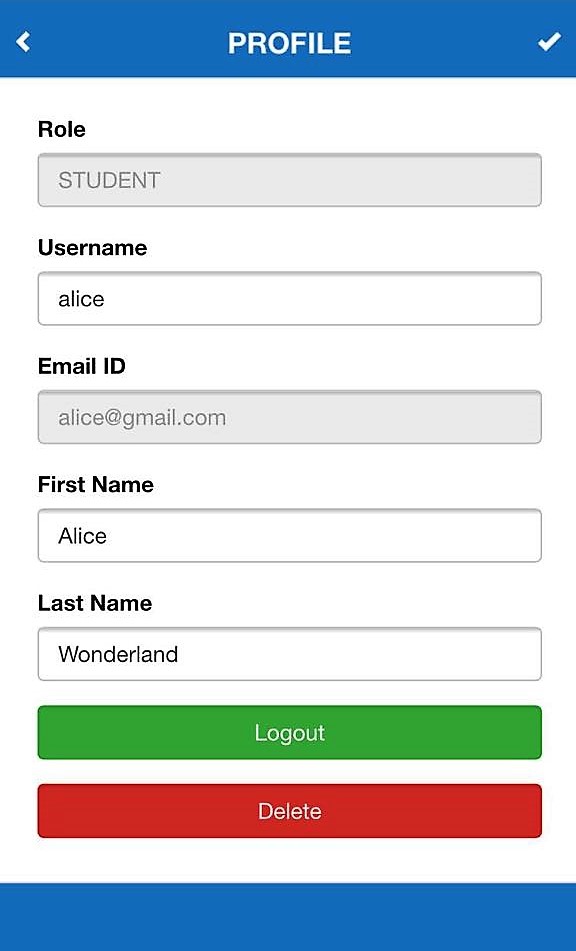 PROFILE
Role
STUDENT
Username
alice
Email ID
alice@gmail.com
First Name
Alice
Last Name
Wonderland
Logout
Delete